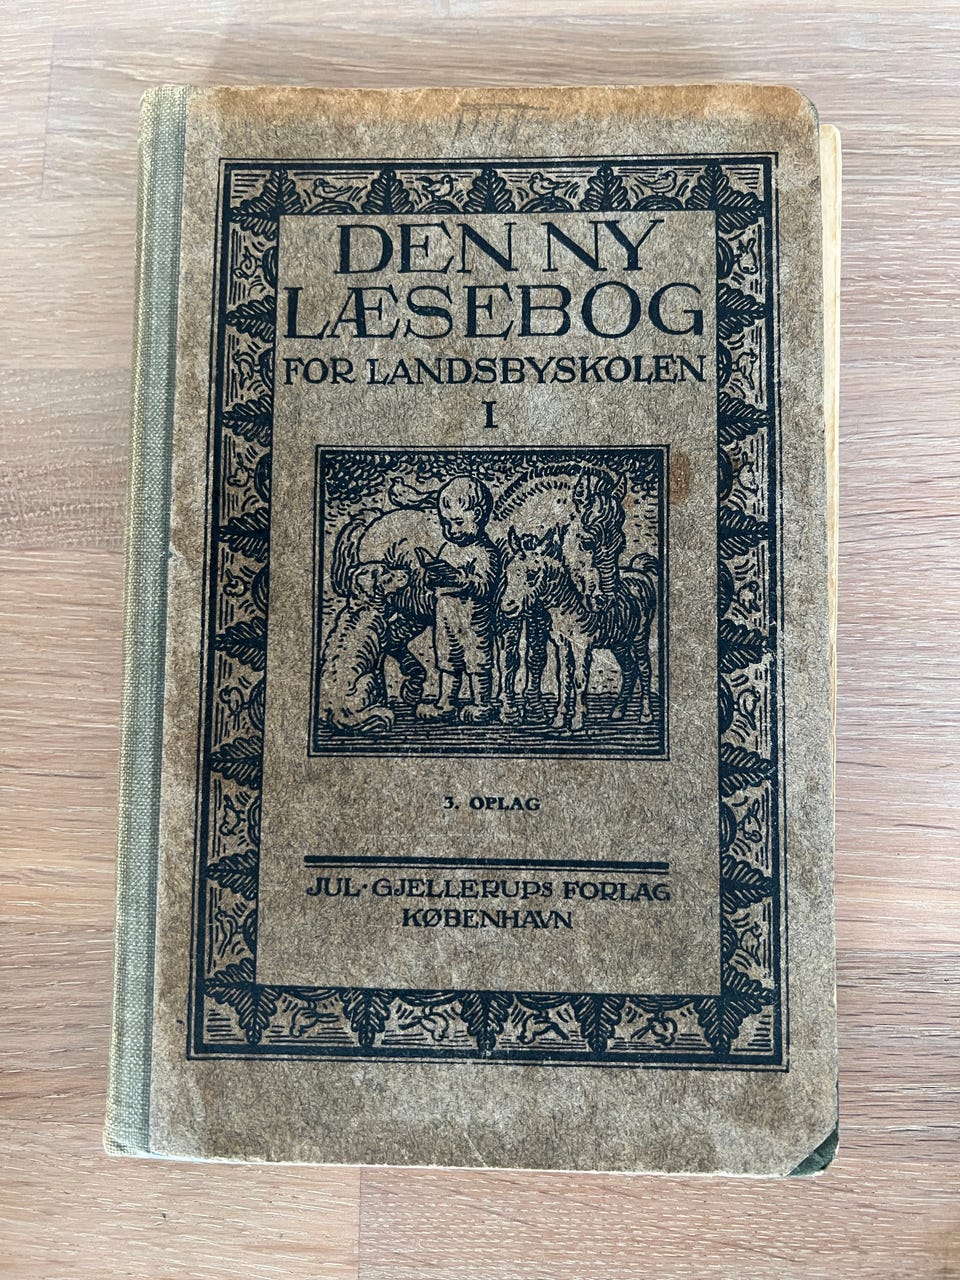 DEN NY
LÆSEBOG
FOR LANDSBYSKOLEN
I
3. OPLAG
JUL. GJELLERUPS FORLAG
KØBENHAVN